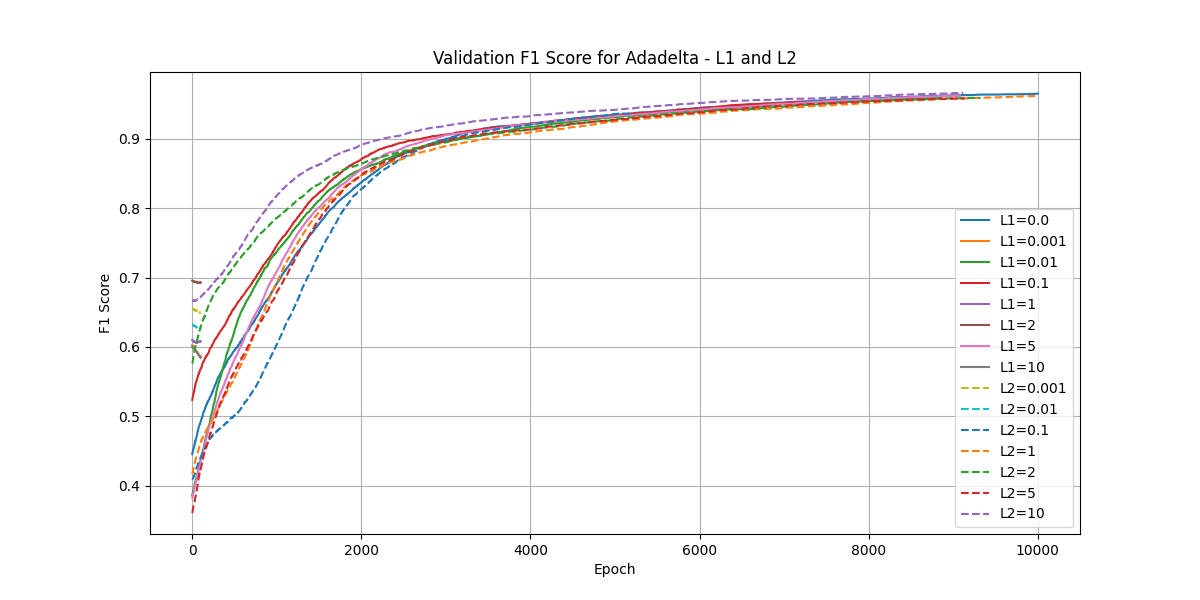 Validation F1 Score for Adadelta - L1 and L2
F1 Score
0.9
0.8
0.7
0.6
0.5
0.4
0
2000
4000
6000
8000
10000
Epoch
L1=0.0
L1=0.001
L1=0.01
L1=0.1
L1=1
L1=2
L1=5
L1=10
L2=0.001
L2=0.01
L2=0.1
L2=1
L2=2
L2=5
L2=10